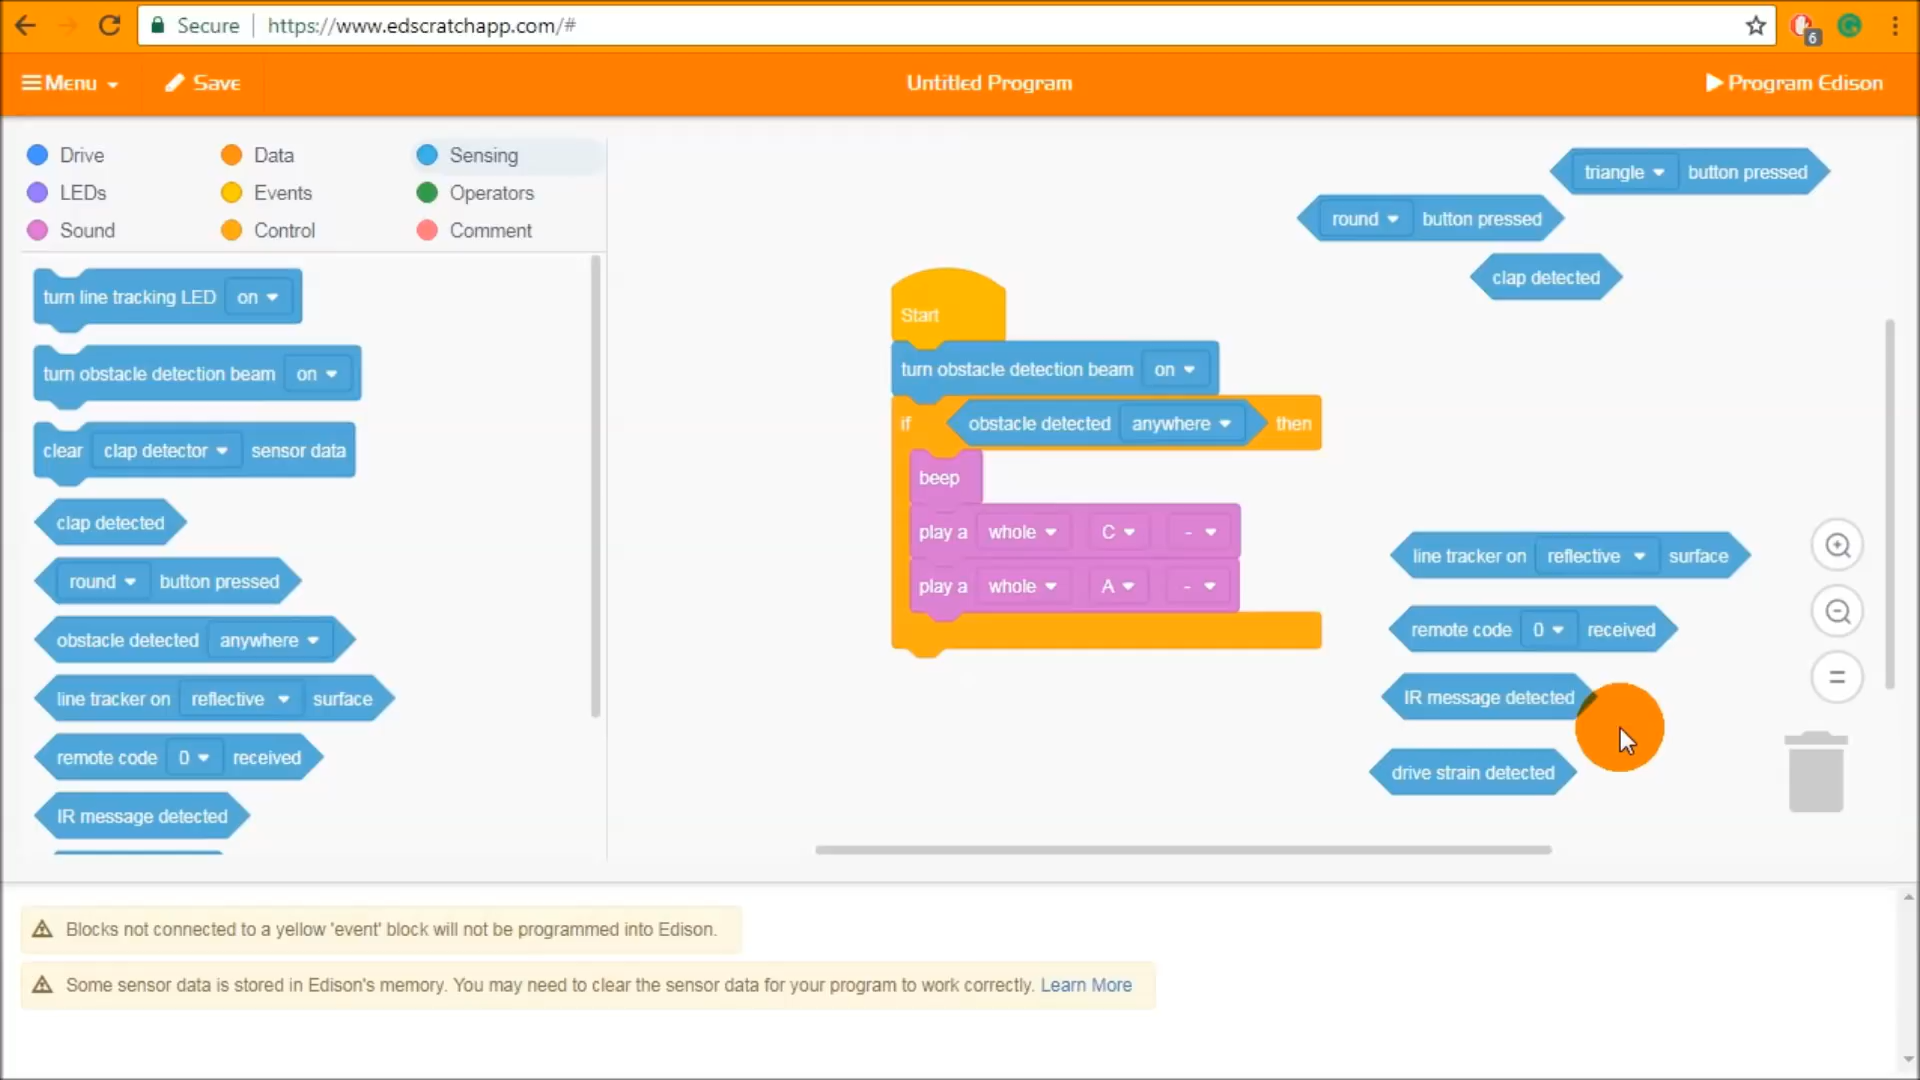 Secure https://www.edscratchapp.com/#
6
Menu Save Untitled Program Program Edison
Drive Data Sensing
LEDs Events Operators
Sound Control Comment
turn line tracking LED on
turn obstacle detection beam on
clear clap detector sensor data
clap detected
round button pressed
obstacle detected anywhere
line tracker on reflective surface
remote code 0 received
IR message detected
triangle button pressed
round button pressed
clap detected
Start
turn obstacle detection beam on
if obstacle detected anywhere then
beep
play a whole C -
play a whole A -
line tracker on reflective surface
remote code 0 received
IR message detected
drive strain detected
Blocks not connected to a yellow 'event' block will not be programmed into Edison.
Some sensor data is stored in Edison's memory. You may need to clear the sensor data for your program to work correctly. Learn More